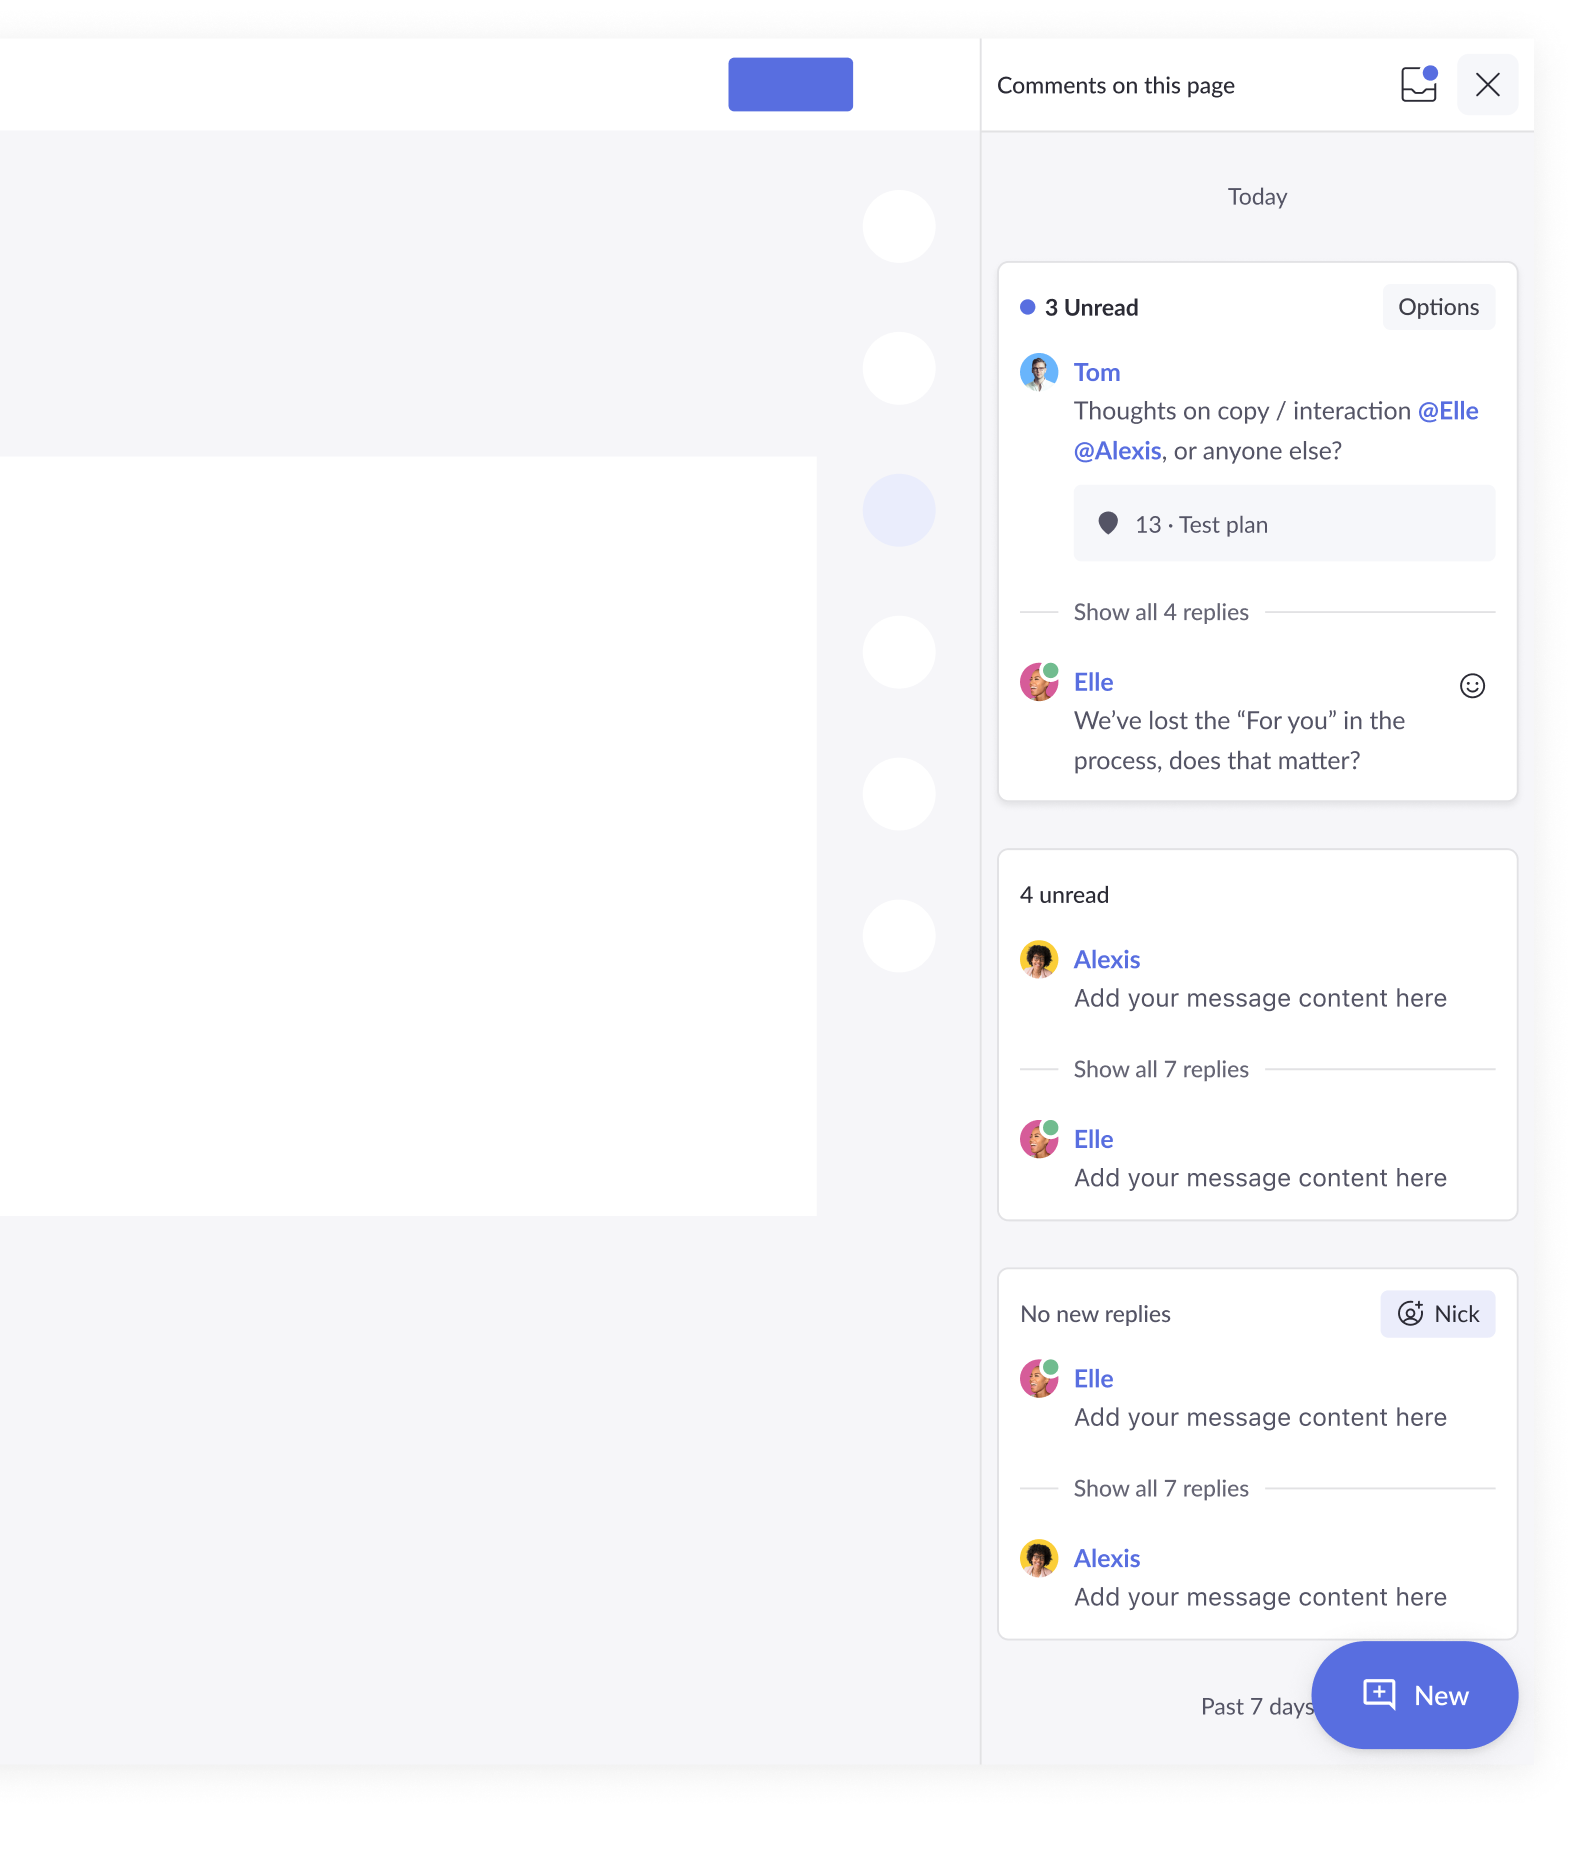 Comments on this page
Today
3 Unread
Options
Tom
Thoughts on copy / interaction @Elle
@Alexis, or anyone else?
13 · Test plan
Show all 4 replies
Elle
We’ve lost the “For you” in the
process, does that matter?
4 unread
Alexis
Add your message content here
Show all 7 replies
Elle
Add your message content here
No new replies
Nick
Elle
Add your message content here
Show all 7 replies
Alexis
Add your message content here
Past 7 days
New